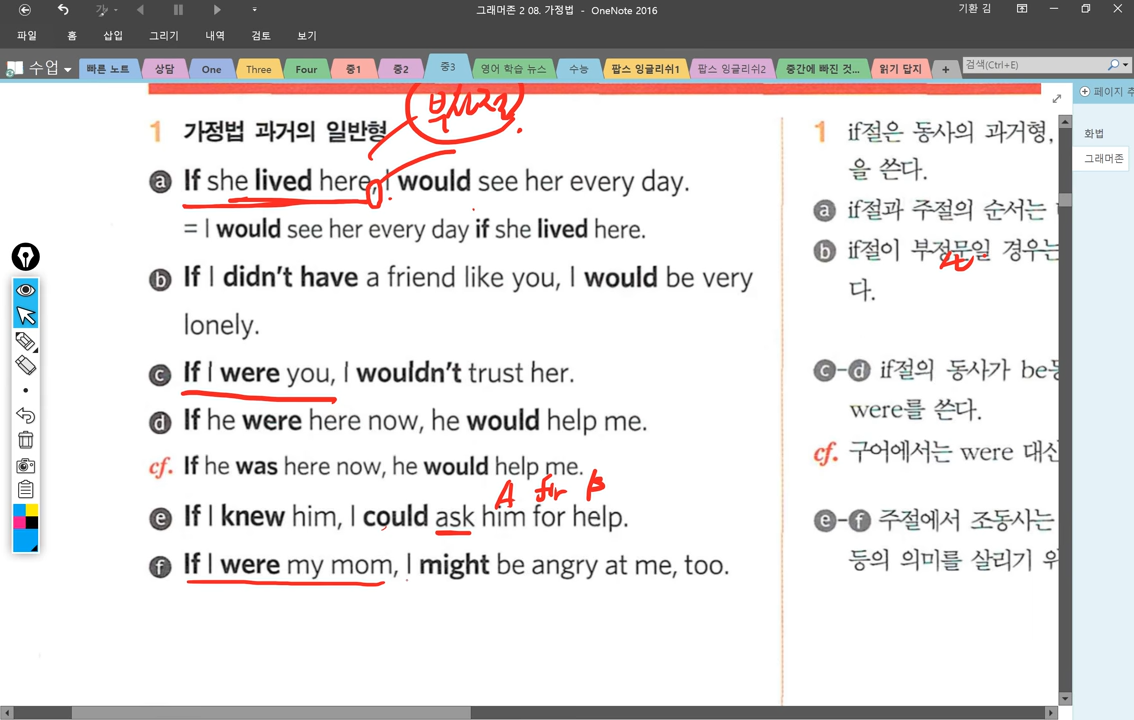 그래머존 2 08. 가정법 - OneNote 2016
기환 김
파일 홈 삽입 그리기 내역 검토 보기
수업 빠른 노트 상담 One Three Four 중1 중2 중3 영어 학습 뉴스 수능 팝스 잉글리쉬1 팝스 잉글리쉬2 중간에 빠진 것... 읽기 답지 + 검색(Ctrl+E)
페이지 추
화법
그래머존
부사절
1 가정법 과거의 일반형
a If she lived here, I would see her every day.
= I would see her every day if she lived here.
b If I didn't have a friend like you, I would be very
lonely.
c If I were you, I wouldn't trust her.
d If he were here now, he would help me.
cf. If he was here now, he would help me.
A for B
e If I knew him, I could ask him for help.
f If I were my mom, I might be angry at me, too.
1 if절은 동사의 과거형,
을 쓴다.
a if절과 주절의 순서는
b if절이 부정문일 경우는
다.
c-d if절의 동사가 be동
were를 쓴다.
cf. 구어에서는 were 대신
e-f 주절에서 조동사는
등의 의미를 살리기 위